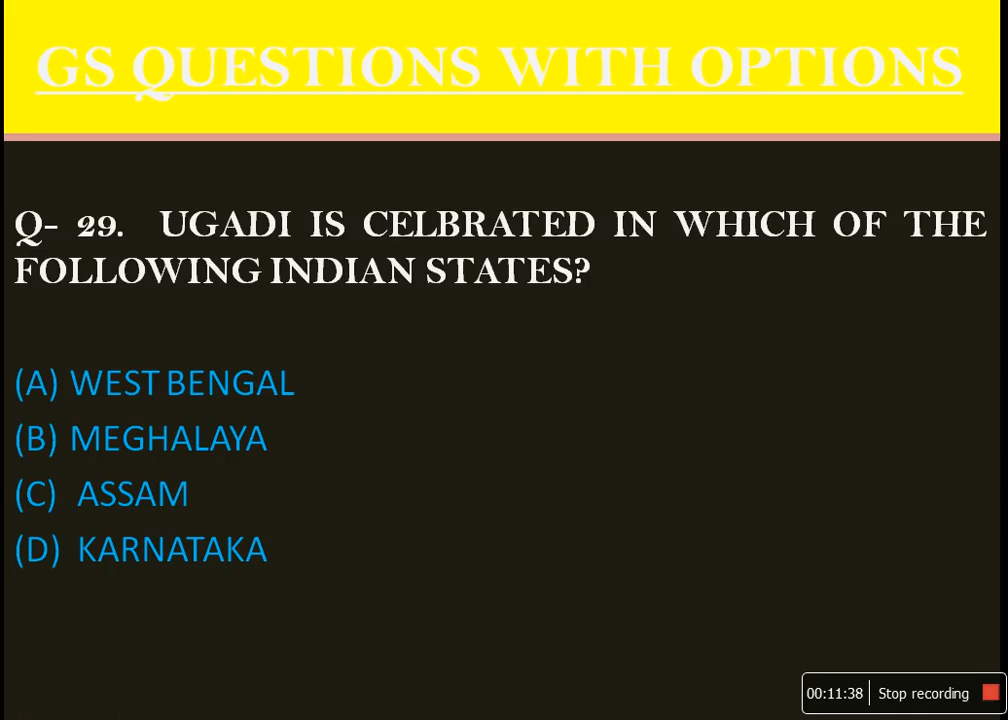 GS QUESTIONS WITH OPTIONS
Q- 29. UGADI IS CELBRATED IN WHICH OF THE
FOLLOWING INDIAN STATES?
(A) WEST BENGAL
(B) MEGHALAYA
(C) ASSAM
(D) KARNATAKA
00:11:38 Stop recording